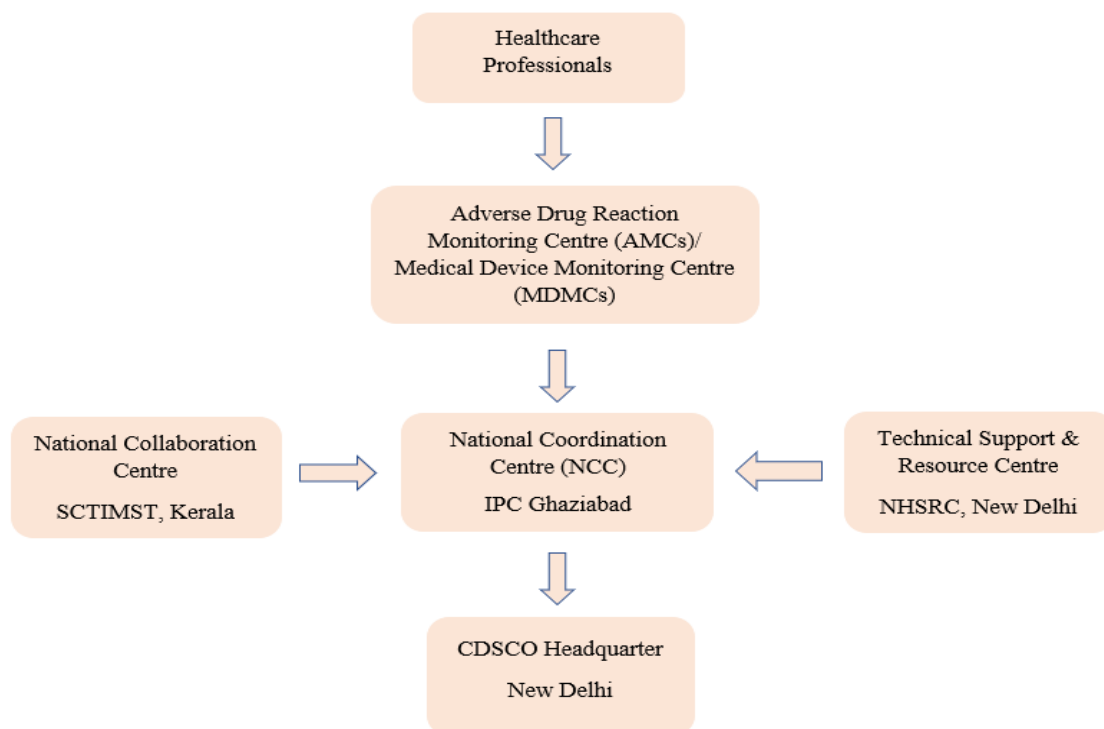 Healthcare
Professionals
Adverse Drug Reaction
Monitoring Centre (AMCs)/
Medical Device Monitoring Centre
(MDMCs)
National Collaboration
Centre
SCTIMST, Kerala
National Coordination
Centre (NCC)
IPC Ghaziabad
Technical Support &
Resource Centre
NHSRC, New Delhi
CDSCO Headquarter
New Delhi